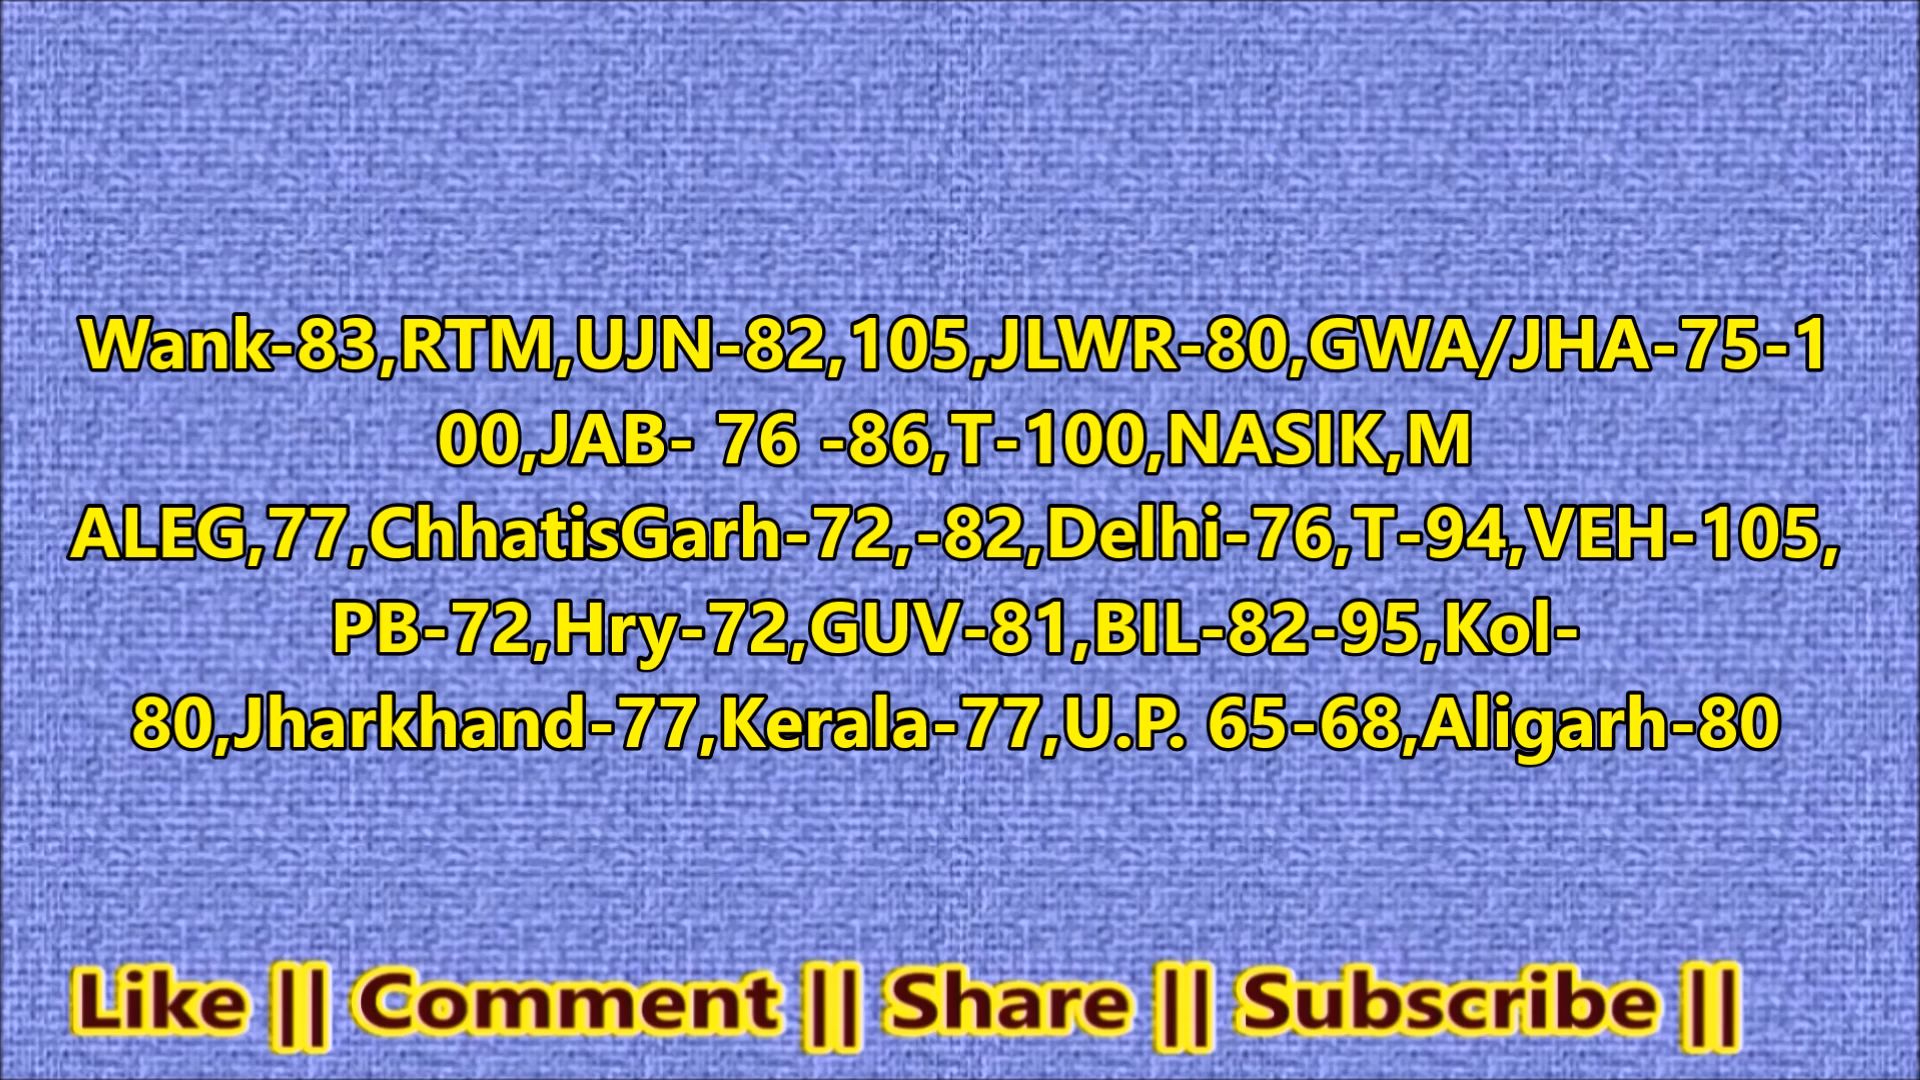 Wank-83,RTM,UJN-82,105,JLWR-80,GWA/JHA-75-1
00,JAB- 76 -86,T-100,NASIK,M
ALEG,77,ChhatisGarh-72,-82,Delhi-76,T-94,VEH-105,
PB-72,Hry-72,GUV-81,BIL-82-95,Kol-
80,Jharkhand-77,Kerala-77,U.P. 65-68,Aligarh-80
Like || Comment || Share || Subscribe ||